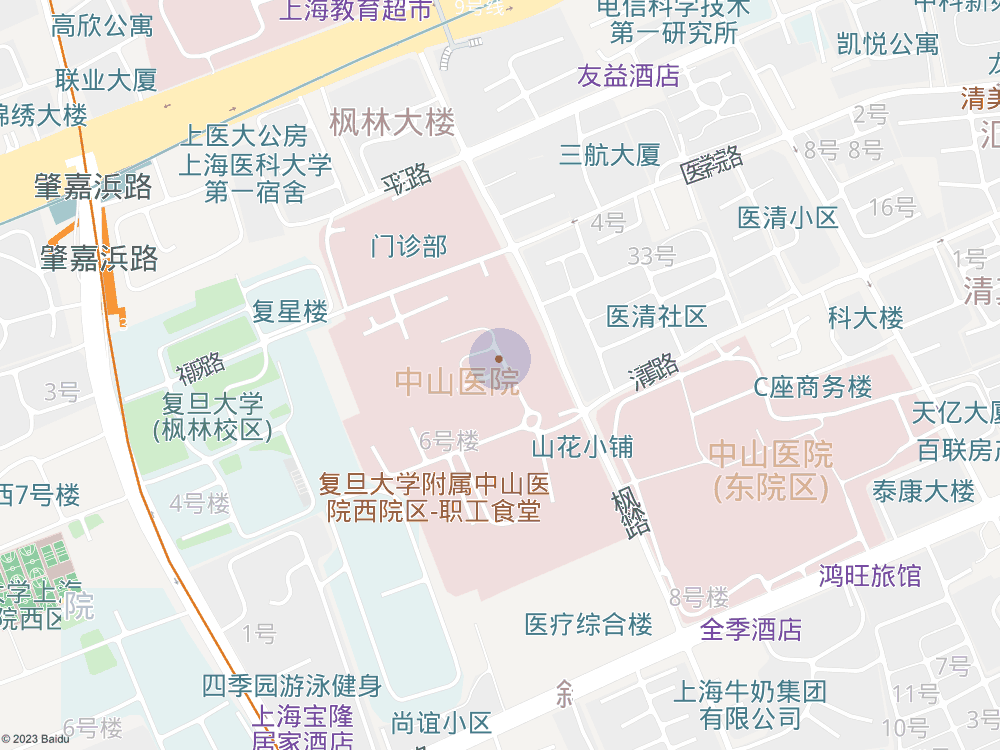 高欣公寓
上海教育超市
9号线
电信科学技术
第一研究所
凯悦公寓
联业大厦
友益酒店
清美
锦绣大楼
枫林大楼
2号
上医大公房
上海医科大学
第一宿舍
三航大厦
医学院路
8号
8号
肇嘉浜路
平江路
16号
4号
医清小区
门诊部
33号
肇嘉浜路
1号
复星楼
医清社区
科大楼
3号
中山医院
C座商务楼
复旦大学
(枫林校区)
天亿大厦
6号楼
山花小铺
中山医院
(东院区)
百联房
西7号楼
4号楼
复旦大学附属中山医
院西院区-职工食堂
泰康大楼
枫林路
鸿旺旅馆
院西区
院
8号楼
1号
医疗综合楼
全季酒店
7号
四季园游泳健身
上海牛奶集团
有限公司
11号
6号楼
上海宝隆
居家酒店
尚谊小区
10号
3号
© 2023 Baidu